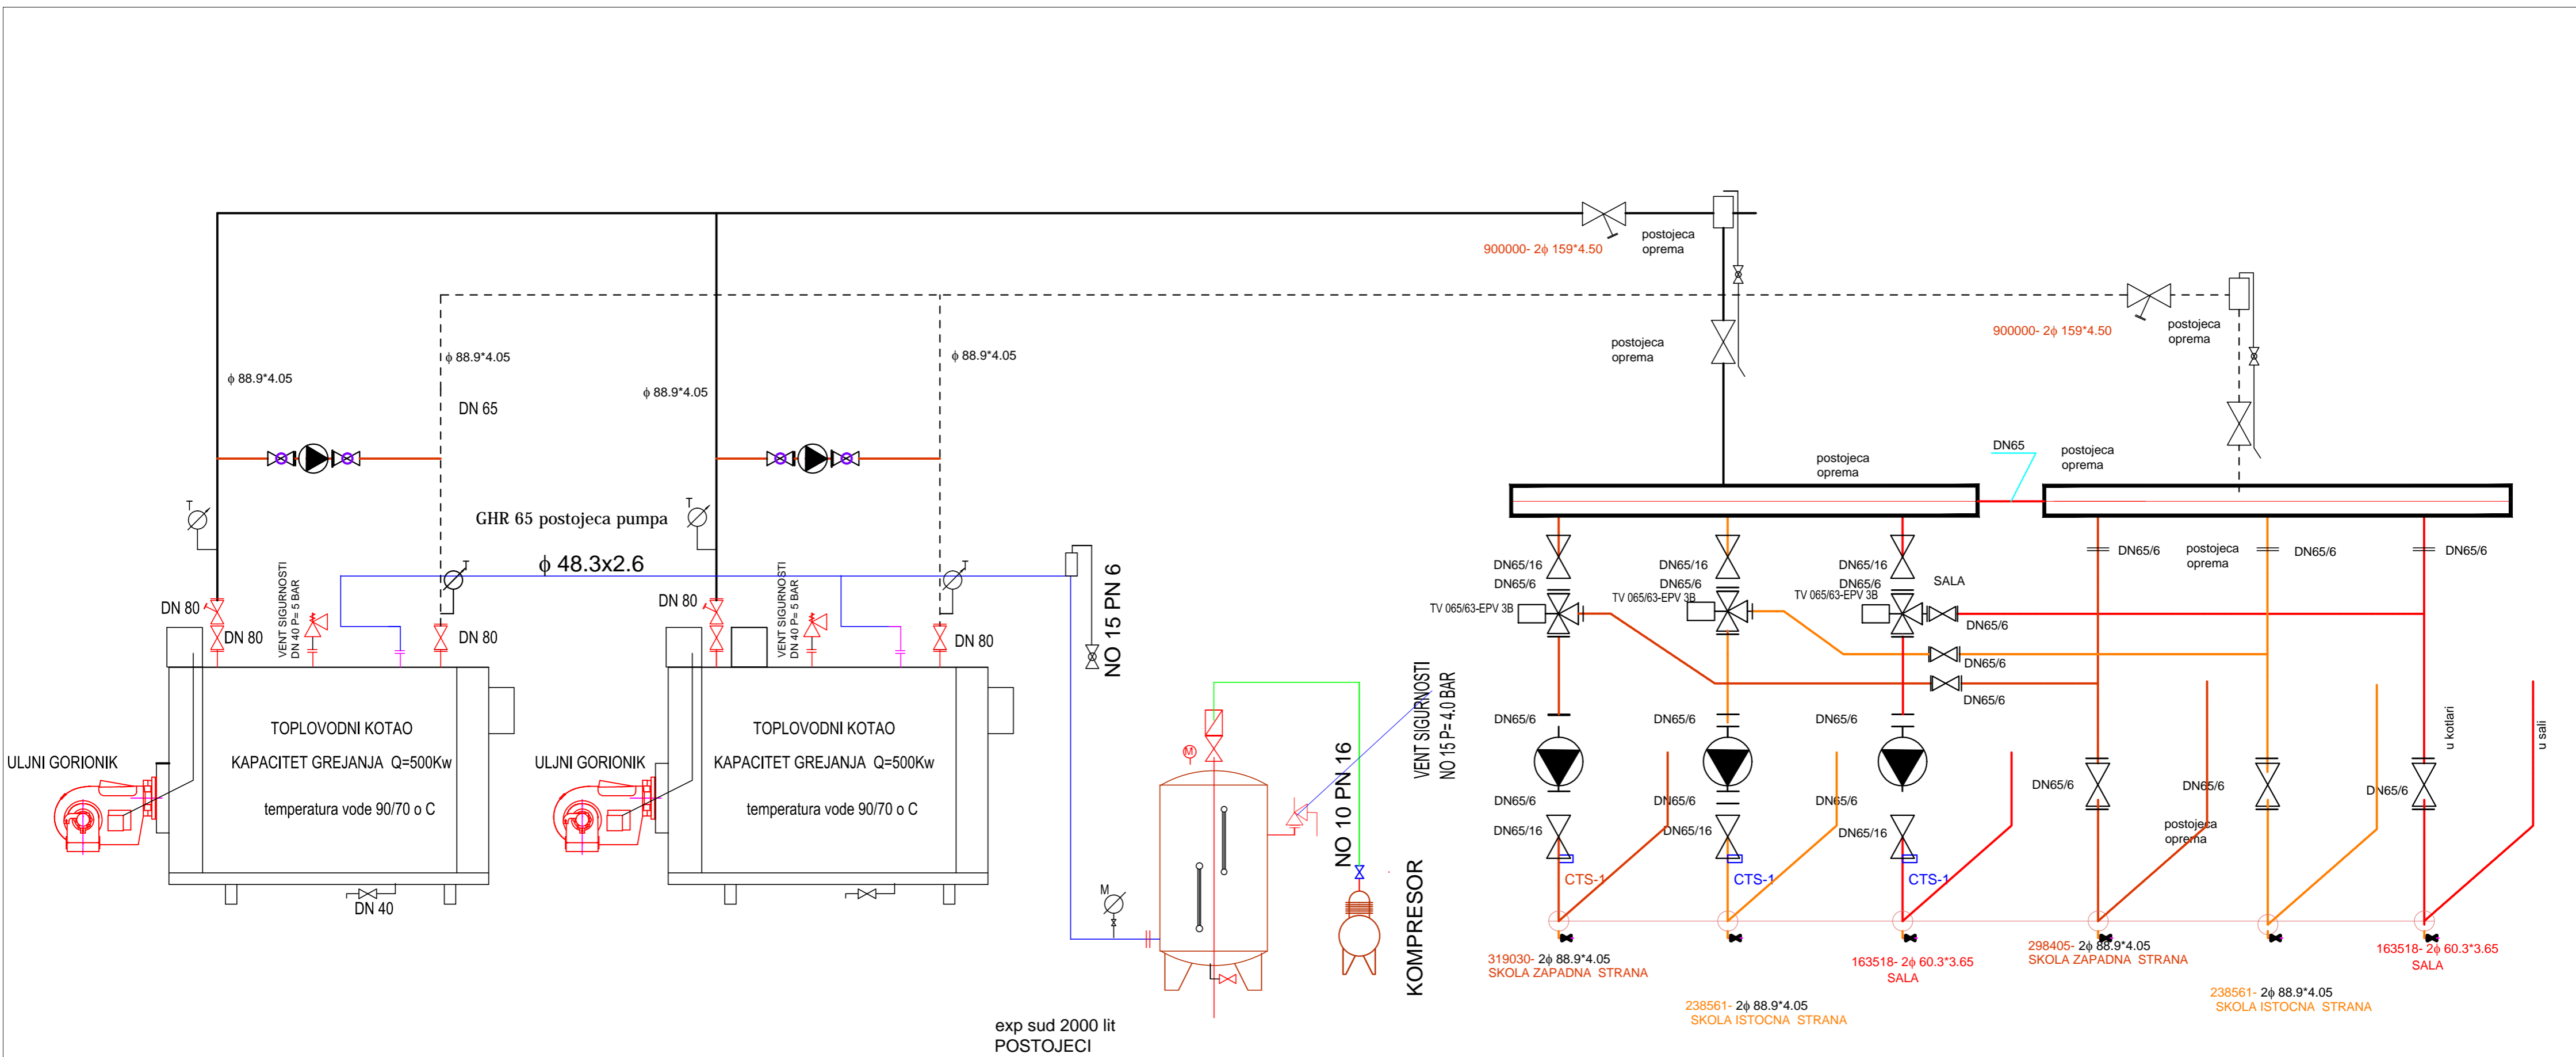 900000- 2ϕ 159*4.50
postojeca
oprema
900000- 2ϕ 159*4.50
postojeca
oprema
postojeca
oprema
ϕ 88.9*4.05
ϕ 88.9*4.05
ϕ 88.9*4.05
ϕ 88.9*4.05
DN 65
T
T
GHR 65 postojeca pumpa
ϕ 48.3x2.6
T
T
DN 80
DN 80
VENT SIGURNOSTI
DN 40 P= 5 BAR
DN 80
DN 80
VENT SIGURNOSTI
DN 40 P= 5 BAR
DN 80
NO 15 PN 6
TOPLOVODNI KOTAO
KAPACITET GREJANJA Q=500Kw
temperatura vode 90/70 o C
ULJNI GORIONIK
DN 40
TOPLOVODNI KOTAO
KAPACITET GREJANJA Q=500Kw
temperatura vode 90/70 o C
ULJNI GORIONIK
M
M
VENT SIGURNOSTI
NO 15 P= 4.0 BAR
NO 10 PN 16
KOMPRESOR
exp sud 2000 lit
POSTOJECI
postojeca
oprema
DN65
postojeca
oprema
DN65/16
DN65/6
TV 065/63-EPV 3B
DN65/16
DN65/6
TV 065/63-EPV 3B
DN65/16
DN65/6
TV 065/63-EPV 3B
SALA
DN65/6
DN65/6
DN65/6
DN65/6
postojeca
oprema
DN65/6
DN65/6
DN65/6
DN65/6
DN65/6
u kotlari
u sali
DN65/6
DN65/6
DN65/6
DN65/6
DN65/6
DN65/6
DN65/16
DN65/16
DN65/16
postojeca
oprema
CTS-1
CTS-1
CTS-1
319030- 2ϕ 88.9*4.05
SKOLA ZAPADNA STRANA
163518- 2ϕ 60.3*3.65
SALA
298405- 2ϕ 88.9*4.05
SKOLA ZAPADNA STRANA
163518- 2ϕ 60.3*3.65
SALA
238561- 2ϕ 88.9*4.05
SKOLA ISTOCNA STRANA
238561- 2ϕ 88.9*4.05
SKOLA ISTOCNA STRANA